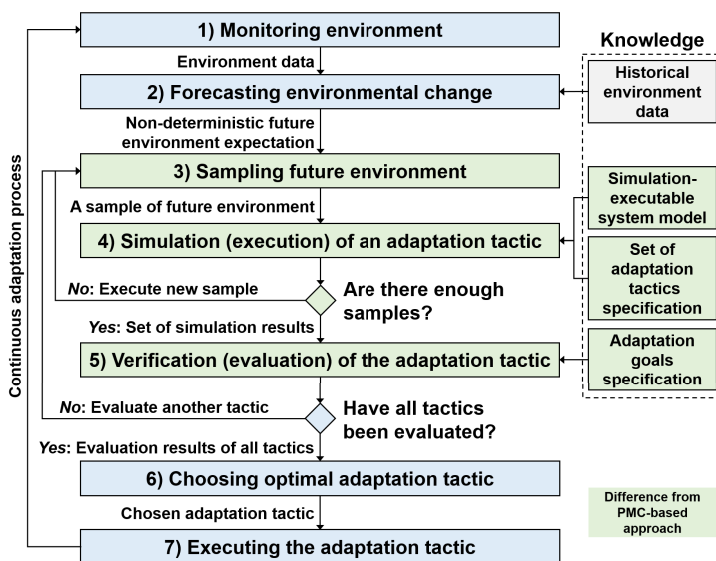 1) Monitoring environment
Environment data
2) Forecasting environmental change
Non-deterministic future
environment expectation
3) Sampling future environment
A sample of future environment
4) Simulation (execution) of an adaptation tactic
No: Execute new sample
Are there enough
samples?
Yes: Set of simulation results
5) Verification (evaluation) of the adaptation tactic
No: Evaluate another tactic
Have all tactics
been evaluated?
Yes: Evaluation results of all tactics
6) Choosing optimal adaptation tactic
Chosen adaptation tactic
7) Executing the adaptation tactic
Continuous adaptation process
Knowledge
Historical
environment
data
Simulation-
executable
system model
Set of
adaptation
tactics
specification
Adaptation
goals
specification
Difference from
PMC-based
approach